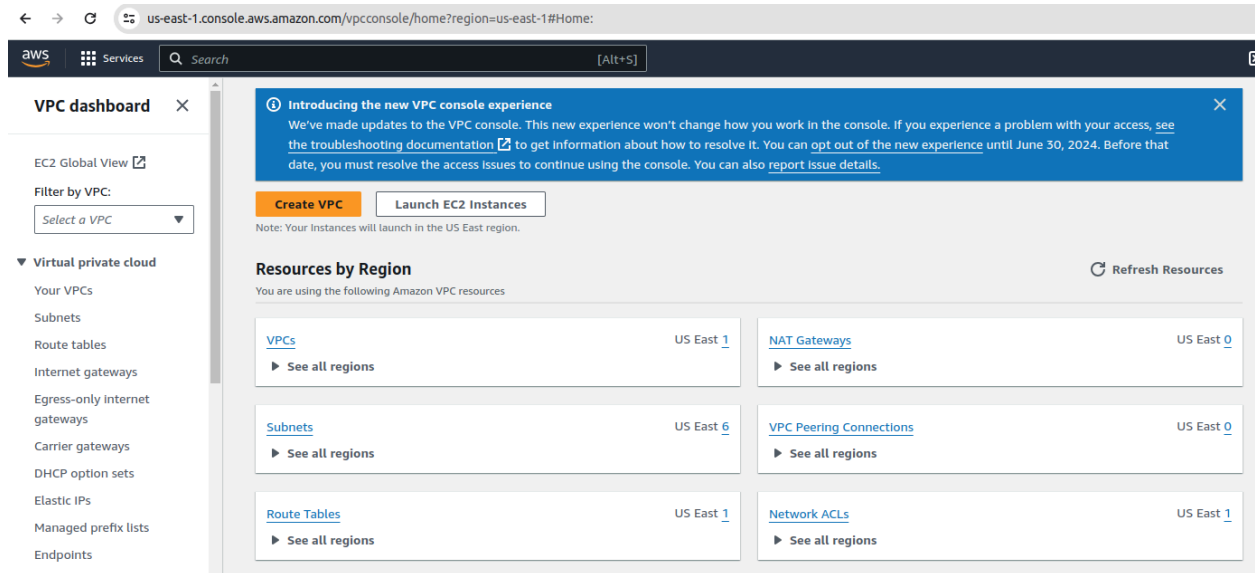 us-east-1.console.aws.amazon.com/vpcconsole/home?region=us-east-1#Home:
aws
Services
Search
[Alt+S]
VPC dashboard
EC2 Global View
Filter by VPC:
Select a VPC
Virtual private cloud
Your VPCs
Subnets
Route tables
Internet gateways
Egress-only internet
gateways
Carrier gateways
DHCP option sets
Elastic IPs
Managed prefix lists
Endpoints
Introducing the new VPC console experience
We've made updates to the VPC console. This new experience won't change how you work in the console. If you experience a problem with your access, see
the troubleshooting documentation to get information about how to resolve it. You can opt out of the new experience until June 30, 2024. Before that
date, you must resolve the access issues to continue using the console. You can also report issue details.
Create VPC
Launch EC2 Instances
Note: Your Instances will launch in the US East region.
Resources by Region
Refresh Resources
You are using the following Amazon VPC resources
VPCs US East 1
See all regions
NAT Gateways US East 0
See all regions
Subnets US East 6
See all regions
VPC Peering Connections US East 0
See all regions
Route Tables US East 1
See all regions
Network ACLs US East 1
See all regions